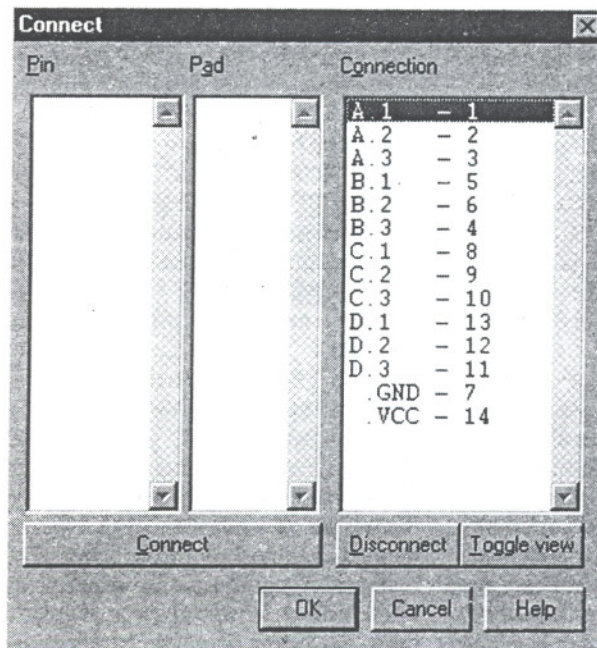 Connect
Pin Pad Connection
A.1 - 1
A.2 - 2
A.3 - 3
B.1 - 5
B.2 - 6
B.3 - 4
C.1 - 8
C.2 - 9
C.3 - 10
D.1 - 13
D.2 - 12
D.3 - 11
.GND - 7
.VCC - 14
Connect Disconnect Toggle view
OK Cancel Help